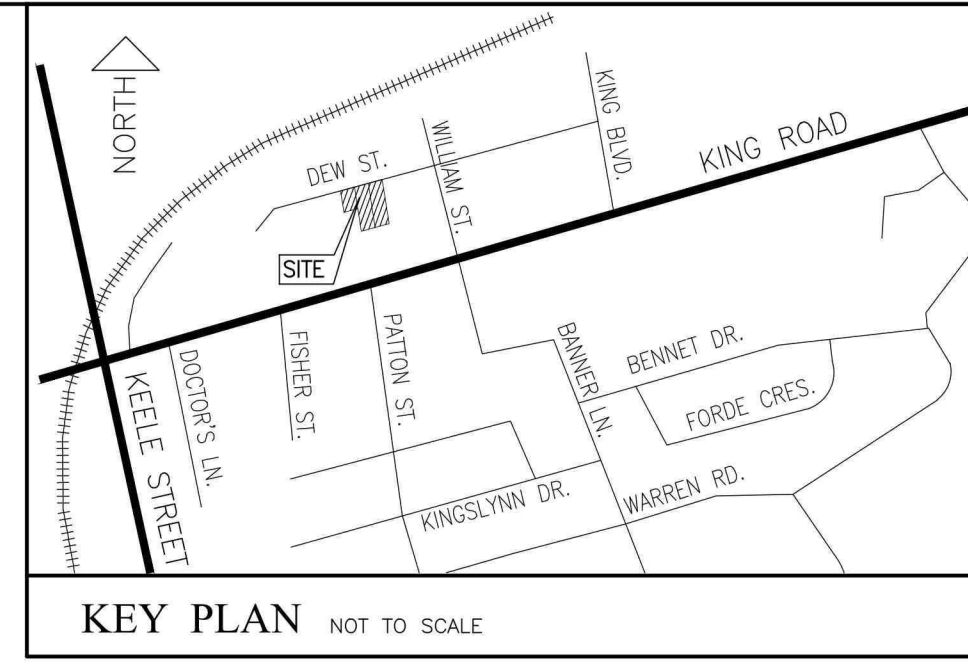 NORTH
KING BLVD.
WILLIAM ST.
KING ROAD
DEW ST.
SITE
DOCTOR'S LN.
FISHER ST.
PATTON ST.
BANNER LN.
BENNET DR.
FORDE CRES.
KEELE STREET
KINGSLYNN DR.
WARREN RD.
KEY PLAN NOT TO SCALE